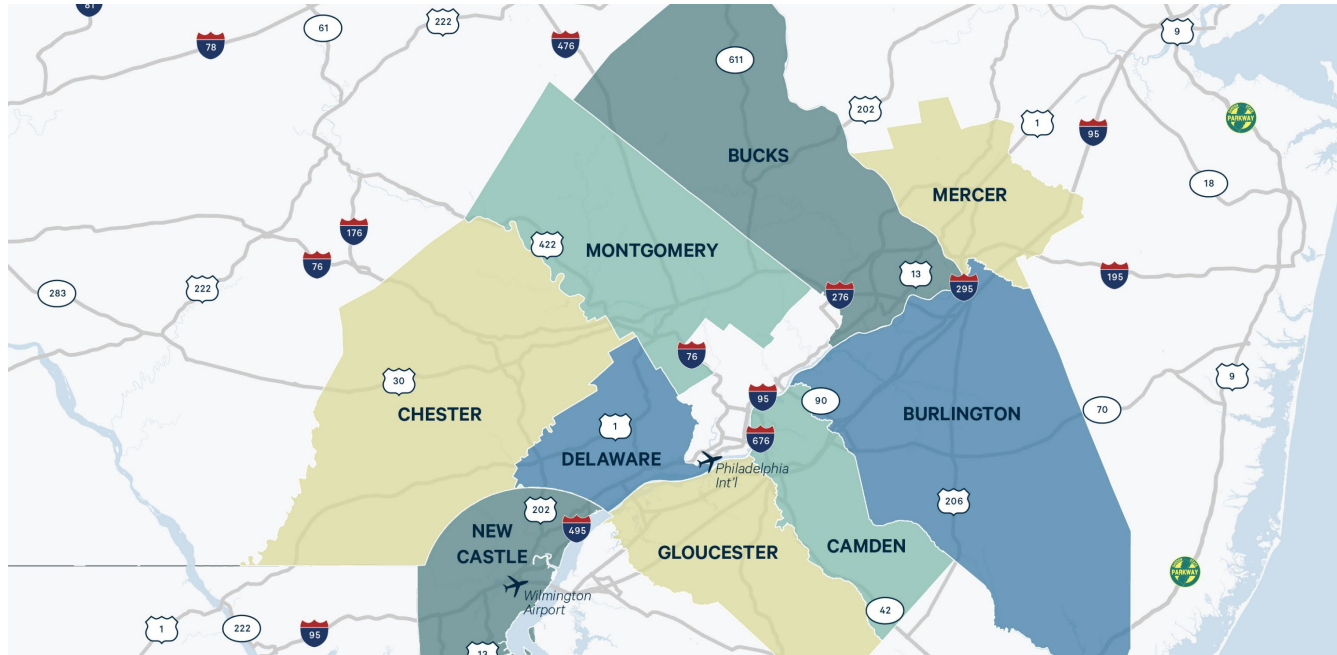 81
222
61
78
476
611
9
202
1
PARKWAY
95
BUCKS
18
MERCER
176
422
MONTGOMERY
76
13
195
283
222
276
295
76
9
30
95
90
70
CHESTER
BURLINGTON
1
676
DELAWARE
Philadelphia
Int'l
206
202
495
NEW
CASTLE
GLOUCESTER
CAMDEN
PARKWAY
Wilmington
Airport
42
1
222
95
13